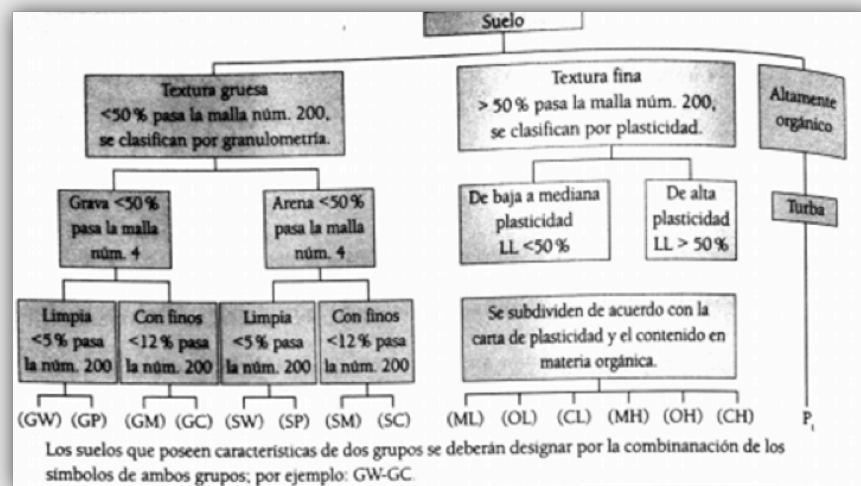 Suelo
Textura gruesa
<50% pasa la malla núm. 200,
se clasifican por granulometría.
Textura fina
> 50% pasa la malla núm. 200,
se clasifican por plasticidad.
Altamente
orgánico
Grava <50%
pasa la malla
núm. 4
Arena <50%
pasa la malla
núm. 4
De baja a mediana
plasticidad
LL <50%
De alta
plasticidad
LL > 50%
Turba
Limpia
<5% pasa
la núm. 200
Con finos
<12% pasa
la núm. 200
Limpia
<5% pasa
la núm. 200
Con finos
<12% pasa
la núm. 200
Se subdividen de acuerdo con la
carta de plasticidad y el contenido en
materia orgánica.
(GW) (GP) (GM) (GC) (SW) (SP) (SM) (SC) (ML) (OL) (CL) (MH) (OH) (CH) Pt
Los suelos que poseen características de dos grupos se deberán designar por la combinanación de los
símbolos de ambos grupos; por ejemplo: GW-GC.